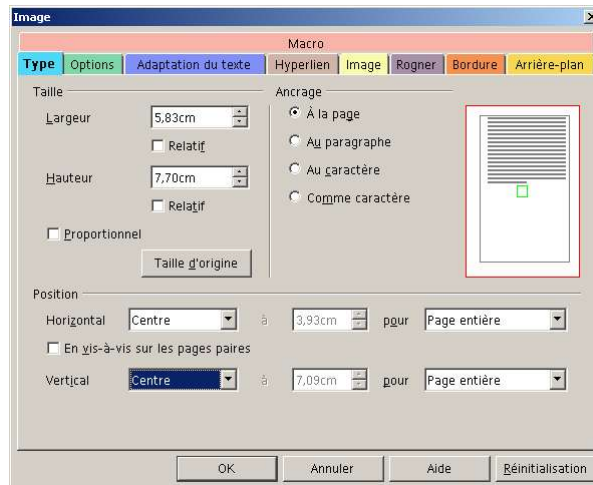 Image
Macro
Type Options Adaptation du texte Hyperlien Image Rogner Bordure Arrière-plan
Taille Ancrage
Largeur 5,83cm À la page
Relatif Au paragraphe
Hauteur 7,70cm Au caractère
Relatif Comme caractère
Proportionnel
Taille d'origine
Position
Horizontal Centre à 3,93cm pour Page entière
En vis-à-vis sur les pages paires
Vertical Centre à 7,09cm pour Page entière
OK Annuler Aide Réinitialisation